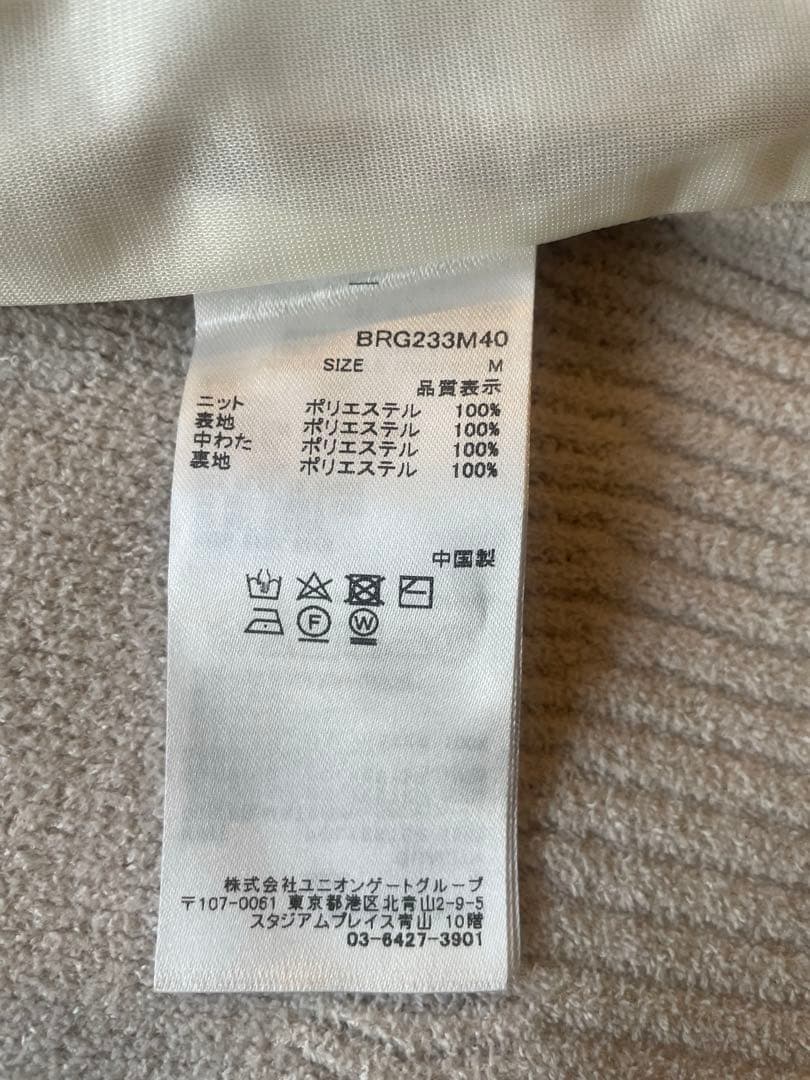 BRG233M40
SIZE M
品質表示
ニット ポリエステル 100%
表地 ポリエステル 100%
中わた ポリエステル 100%
裏地 ポリエステル 100%
中国製
F W
株式会社ユニオンゲートグループ
〒107-0061 東京都港区北青山2-9-5
スタジアムプレイス青山 10階
03-6427-3901